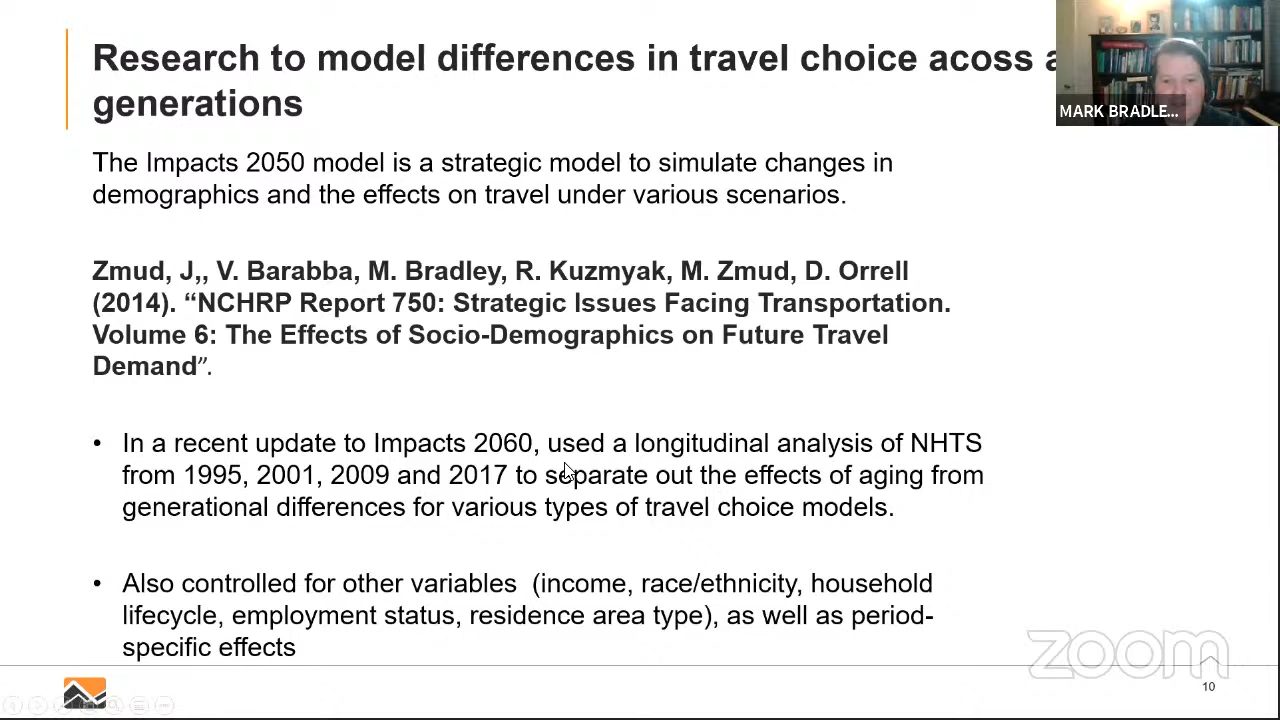 Research to model differences in travel choice acoss a
generations
MARK BRADLE...
The Impacts 2050 model is a strategic model to simulate changes in
demographics and the effects on travel under various scenarios.
Zmud, J,, V. Barabba, M. Bradley, R. Kuzmyak, M. Zmud, D. Orrell
(2014). “NCHRP Report 750: Strategic Issues Facing Transportation.
Volume 6: The Effects of Socio-Demographics on Future Travel
Demand”.
• In a recent update to Impacts 2060, used a longitudinal analysis of NHTS
from 1995, 2001, 2009 and 2017 to separate out the effects of aging from
generational differences for various types of travel choice models.
• Also controlled for other variables (income, race/ethnicity, household
lifecycle, employment status, residence area type), as well as period-
specific effects
zoom
10